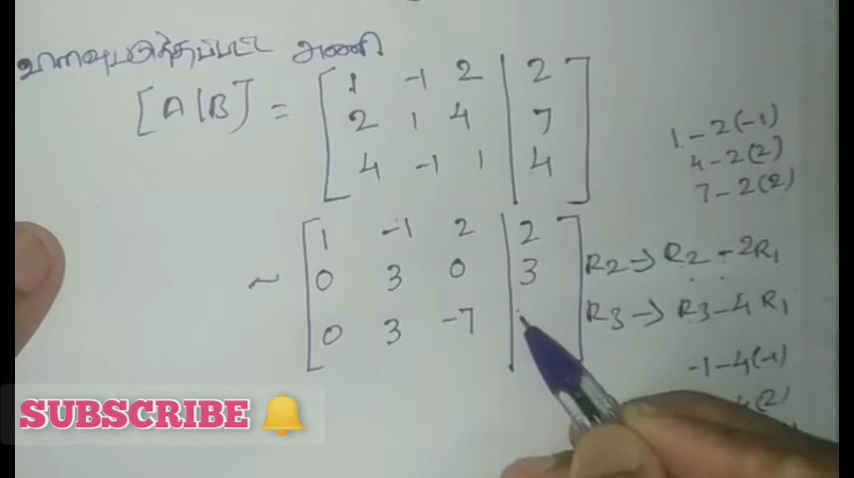 விரிவுபடுத்தப்பட்ட அணி
[A|B] = [ 1 -1 2 | 2 ]
2 1 4 | 7
4 -1 1 | 4
1 - 2(-1)
4 - 2(2)
7 - 2(2)
~ [ 1 -1 2 | 2 ]
0 3 0 | 3 R2 → R2 - 2R1
0 3 -7 | R3 → R3 - 4R1
-1 - 4(-1)
SUBSCRIBE